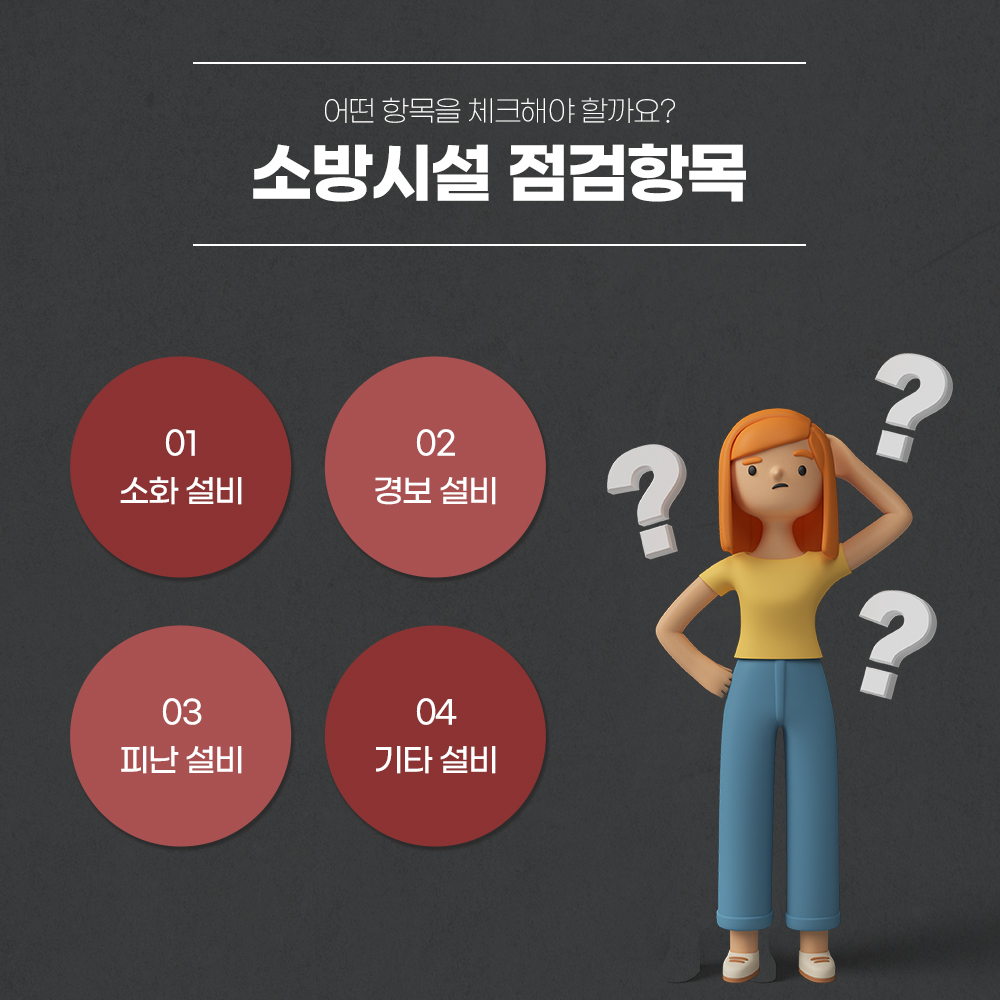 어떤 항목을 체크해야 할까요?
소방시설 점검항목
01
소화 설비
02
경보 설비
03
피난 설비
04
기타 설비
?
?
?